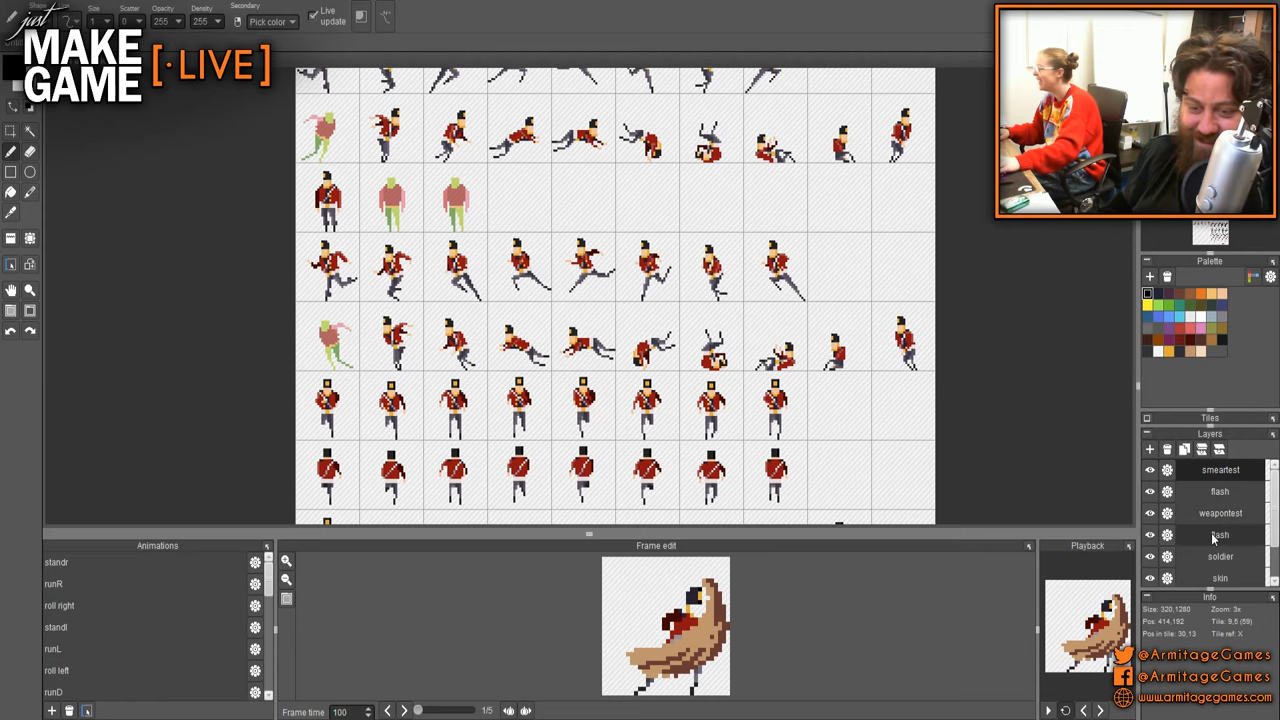 Scatter Opacity Density Secondary
1 0 255 255 Pick color
Live update
just
MAKE GAME
[·LIVE]
Palette
Tiles
Layers
smeartest
flash
weapontest
flash
soldier
skin
Animations
standr
runR
roll right
standl
runL
roll left
runD
Frame edit
Frame time 100
1/5
Playback
Info
Size: 320,1280 Zoom: 3x
Pos: 414,192 Tile: 9,5 (59)
Pos in tile: 30,13 Tile ref: X
@ArmitageGames
@ArmitageGames
www.armitagegames.com